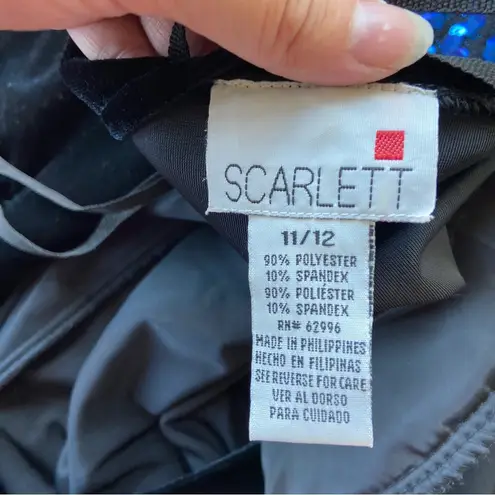 SCARLETT
11/12
90% POLYESTER
10% SPANDEX
90% POLIÉSTER
10% SPANDEX
RN# 62996
MADE IN PHILIPPINES
HECHO EN FILIPINAS
SEE REVERSE FOR CARE
VER AL DORSO
PARA CUIDADO